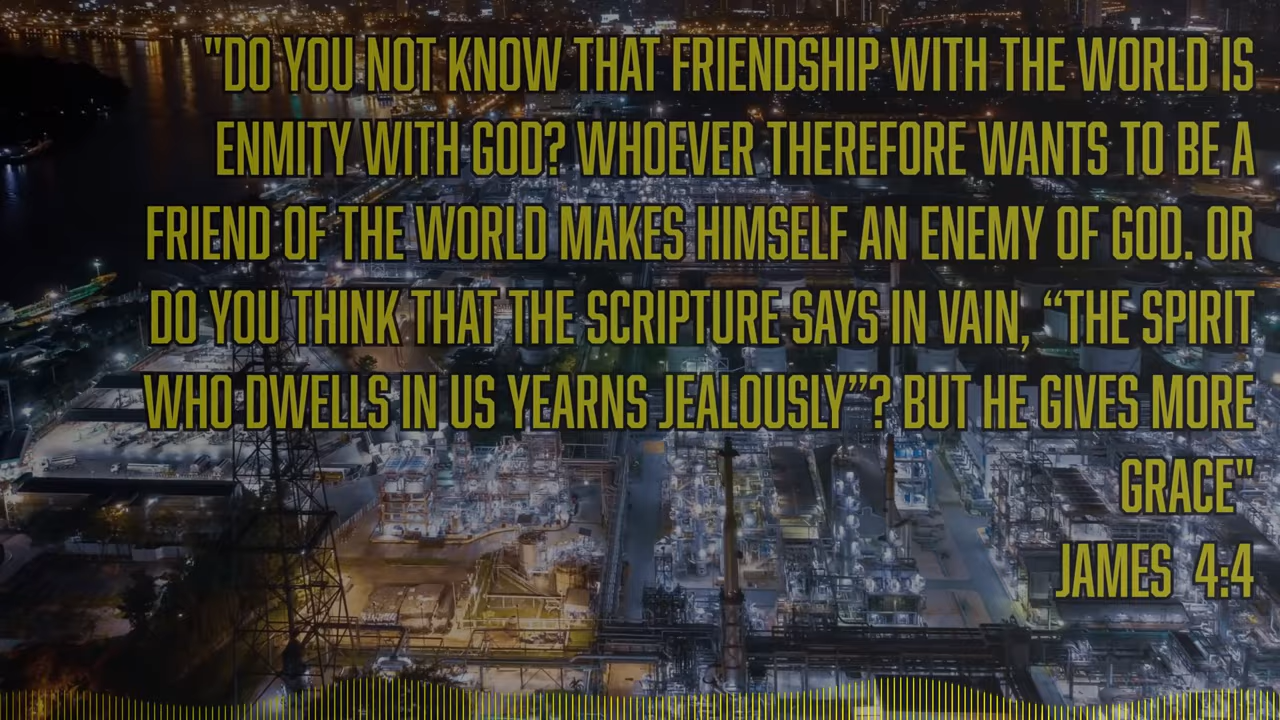 "DO YOU NOT KNOW THAT FRIENDSHIP WITH THE WORLD IS
ENMITY WITH GOD? WHOEVER THEREFORE WANTS TO BE A
FRIEND OF THE WORLD MAKES HIMSELF AN ENEMY OF GOD. OR
DO YOU THINK THAT THE SCRIPTURE SAYS IN VAIN, “THE SPIRIT
WHO DWELLS IN US YEARNS JEALOUSLY”? BUT HE GIVES MORE
GRACE"
JAMES 4:4